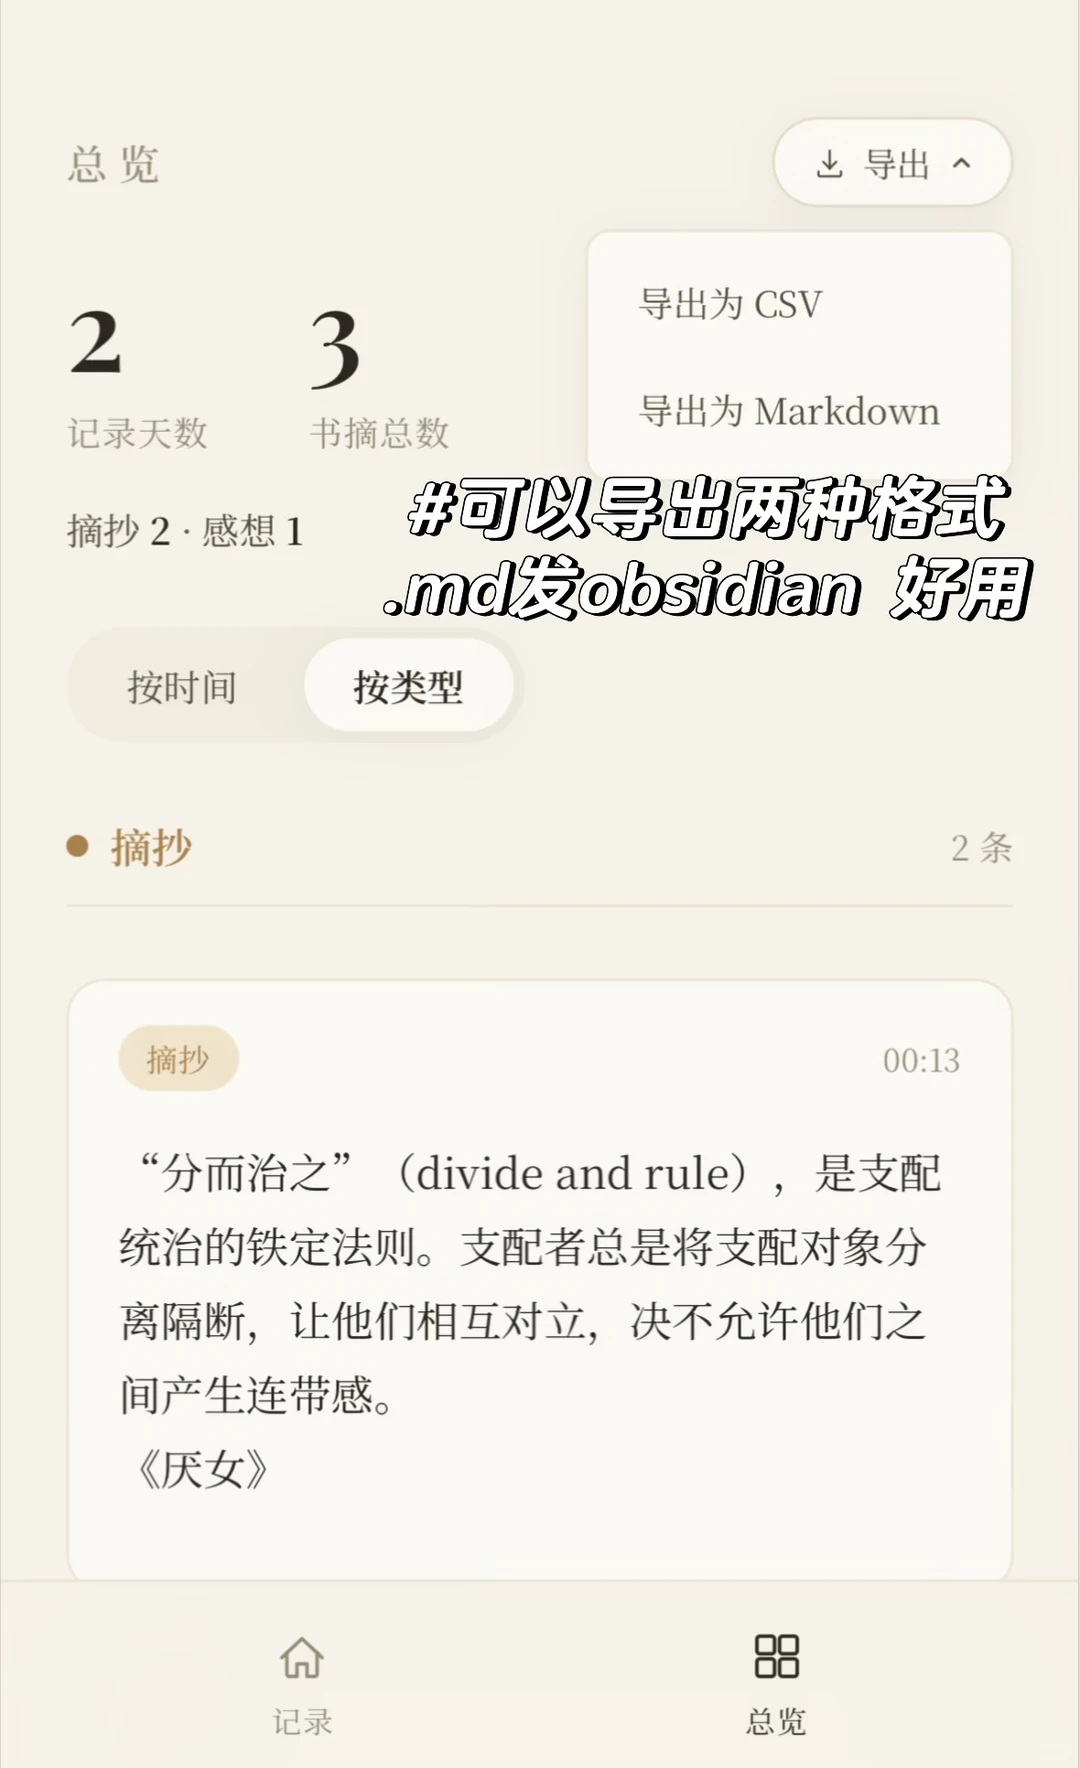 总览
导出
导出为 CSV
导出为 Markdown
2
3
记录天数
书摘总数
摘抄 2 · 感想 1
#可以导出两种格式
.md发obsidian 好用
按时间
按类型
摘抄
2 条
摘抄
00:13
“分而治之”（divide and rule），是支配
统治的铁定法则。支配者总是将支配对象分
离隔断，让他们相互对立，决不允许他们之
间产生连带感。
《厌女》
记录
总览